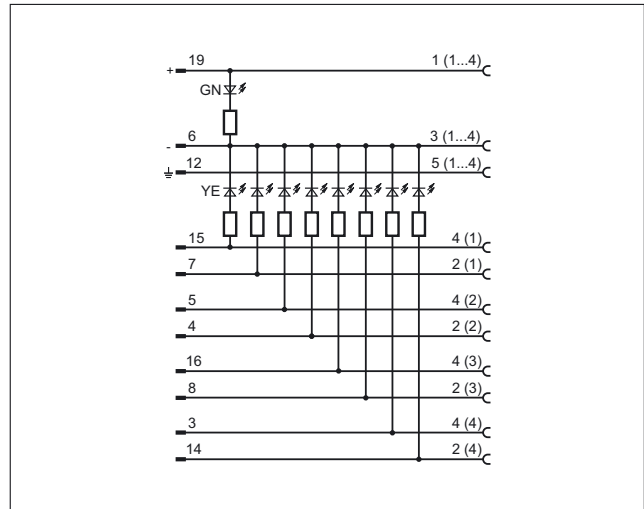 + 19 1 (1...4)
GN
- 6 3 (1...4)
12 5 (1...4)
YE
15 4 (1)
7 2 (1)
5 4 (2)
4 2 (2)
16 4 (3)
8 2 (3)
3 4 (4)
14 2 (4)